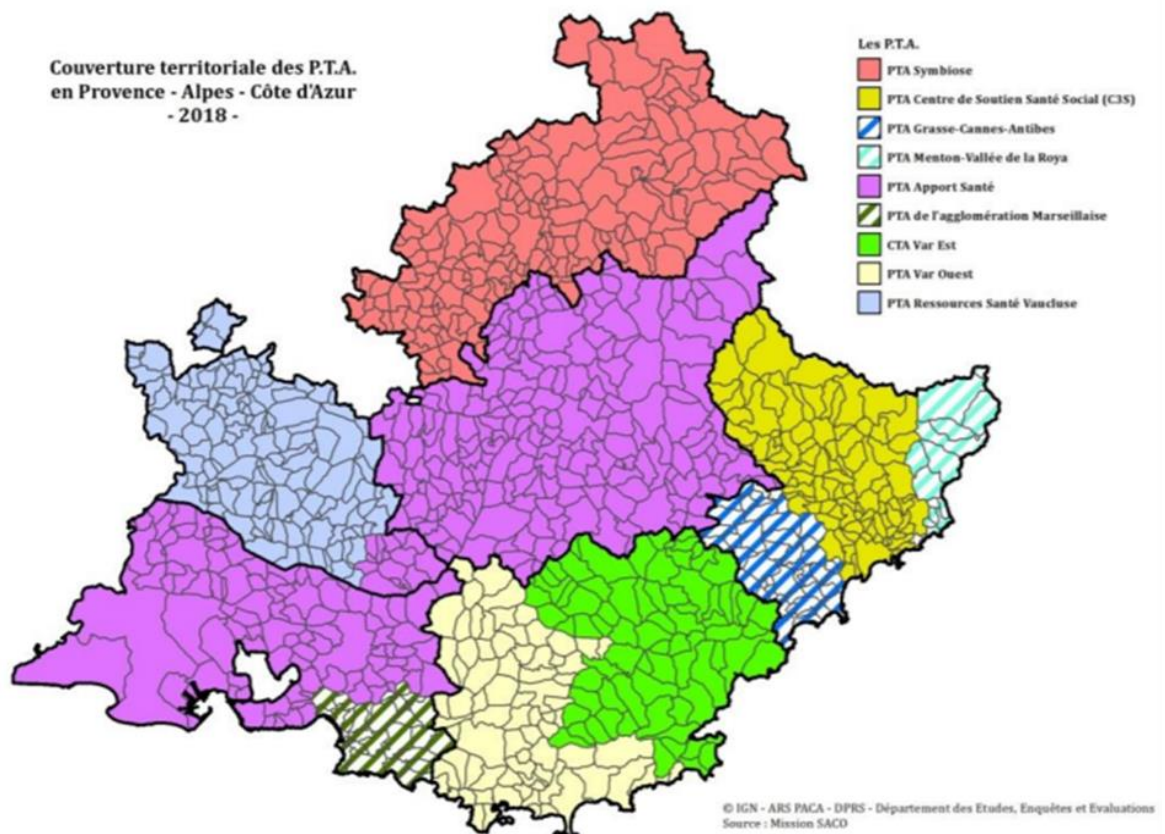 Couverture territoriale des P.T.A.
en Provence - Alpes - Côte d'Azur
- 2018 -
Les P.T.A.
PTA Symbiose
PTA Centre de Soutien Santé Social (C3S)
PTA Grasse-Cannes-Antibes
PTA Menton-Vallée de la Roya
PTA Apport Santé
PTA de l'agglomération Marseillaise
CTA Var Est
PTA Var Ouest
PTA Ressources Santé Vaucluse
© IGN - ARS PACA - DPRS - Département des Etudes, Enquêtes et Evaluations
Source : Mission SACO